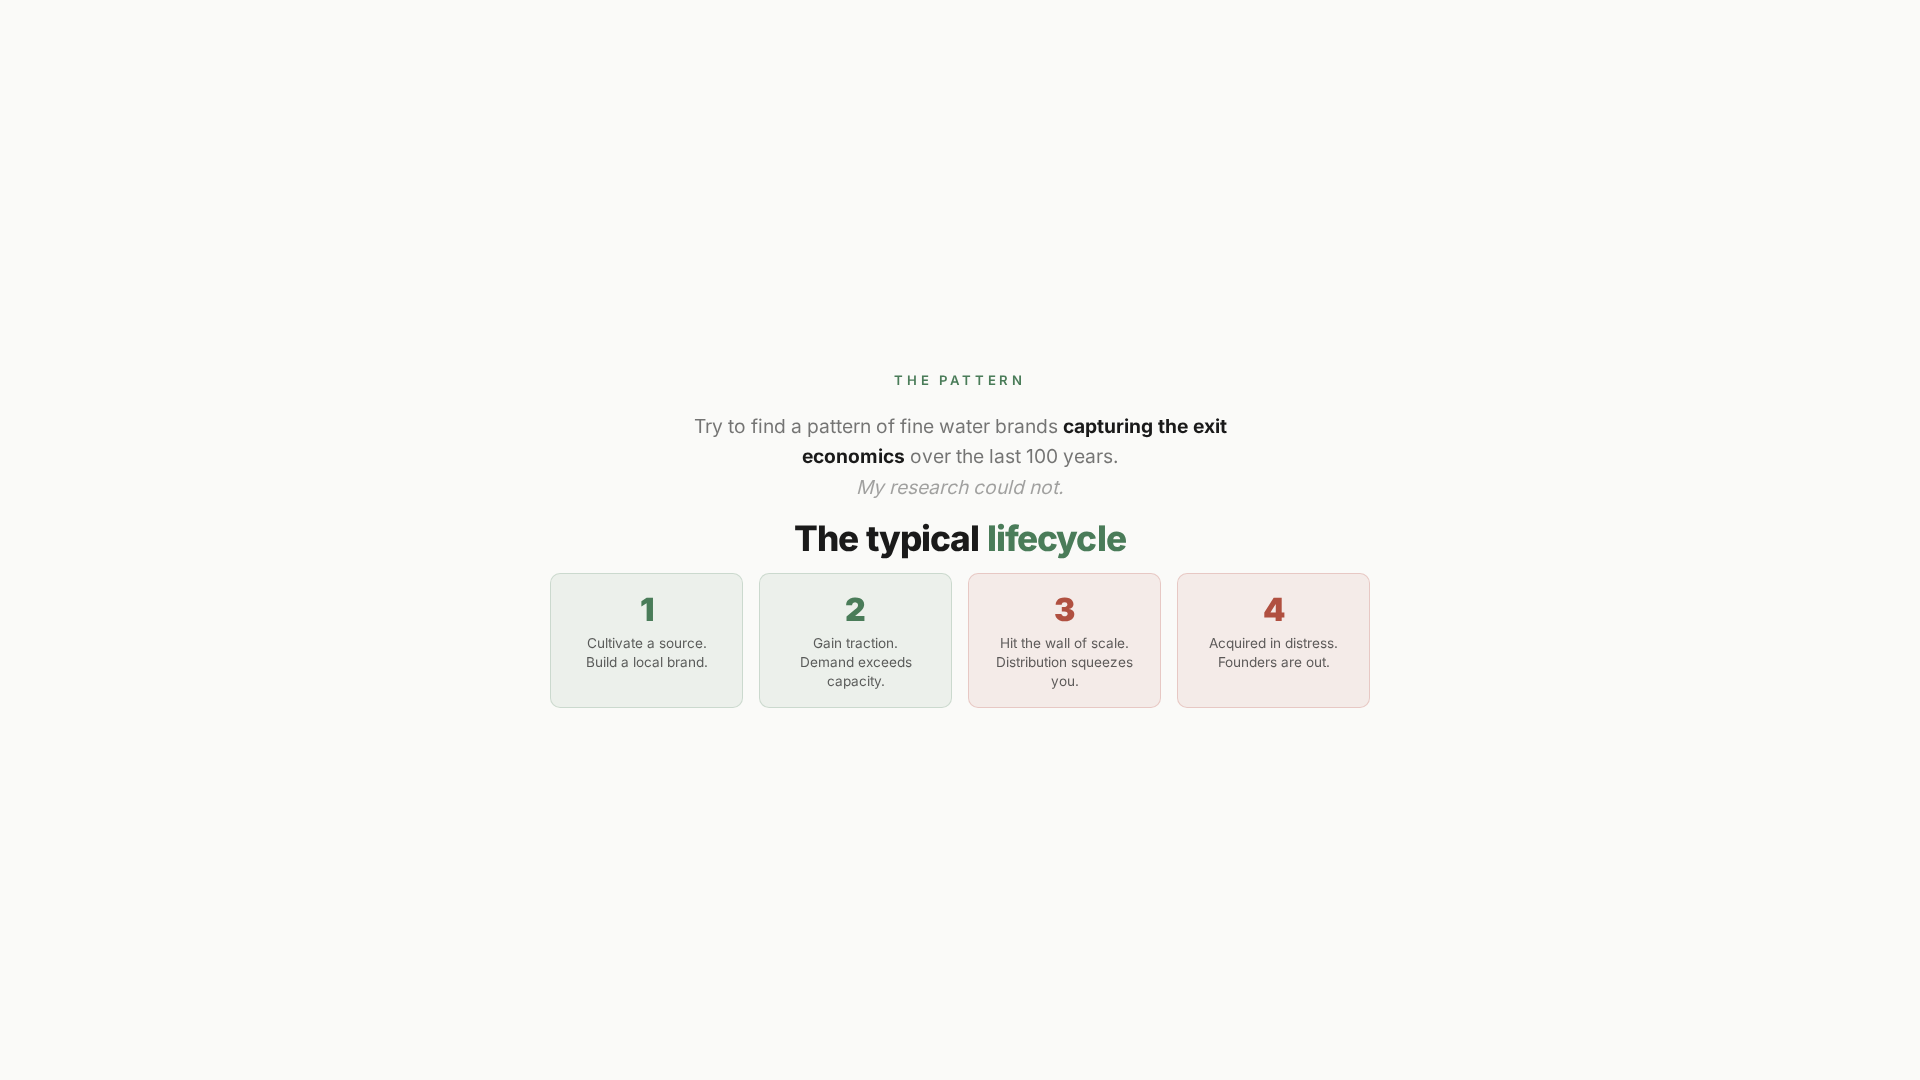 THE PATTERN
Try to find a pattern of fine water brands capturing the exit
economics over the last 100 years.
My research could not.
The typical lifecycle
1
Cultivate a source.
Build a local brand.
2
Gain traction.
Demand exceeds
capacity.
3
Hit the wall of scale.
Distribution squeezes
you.
4
Acquired in distress.
Founders are out.